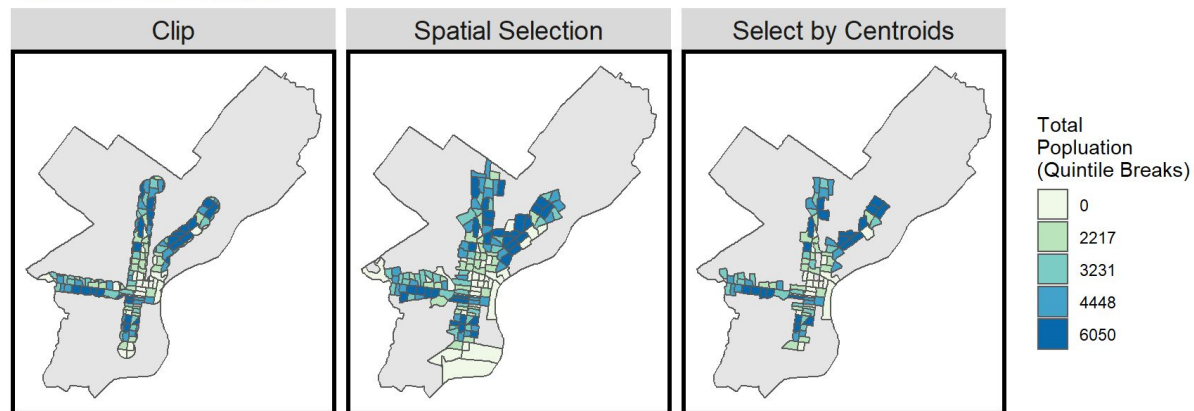 Clip
Spatial Selection
Select by Centroids
Total
Popluation
(Quintile Breaks)
0
2217
3231
4448
6050